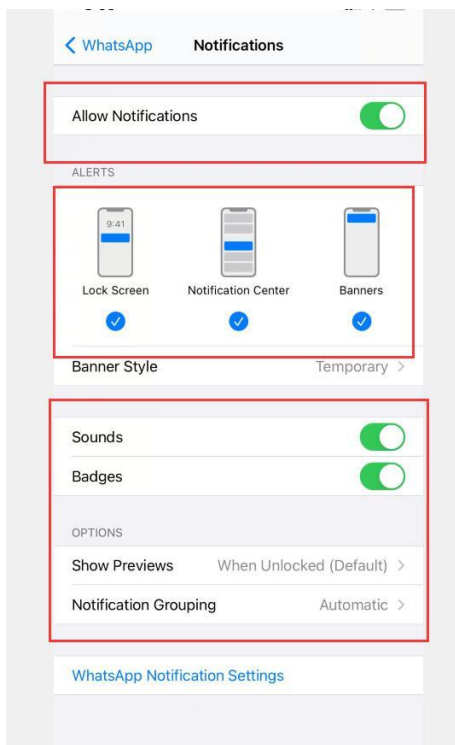 WhatsApp Notifications
Allow Notifications
ALERTS
9:41
Lock Screen Notification Center Banners
Banner Style Temporary
Sounds
Badges
OPTIONS
Show Previews When Unlocked (Default)
Notification Grouping Automatic
WhatsApp Notification Settings